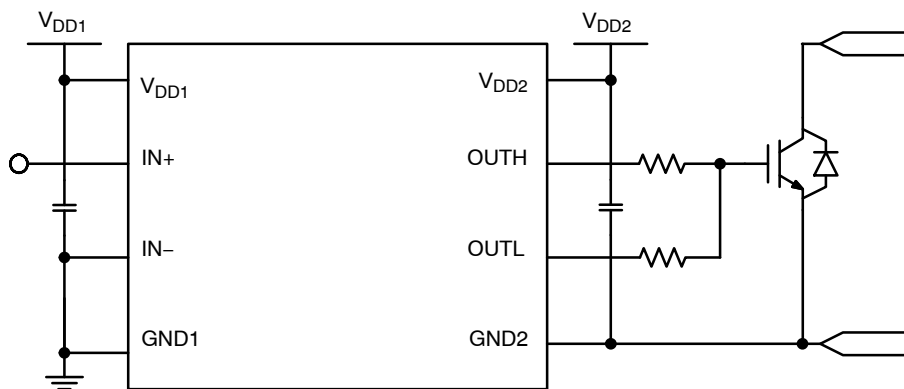 VDD1
VDD2
VDD1
VDD2
IN+
OUTH
IN−
OUTL
GND1
GND2